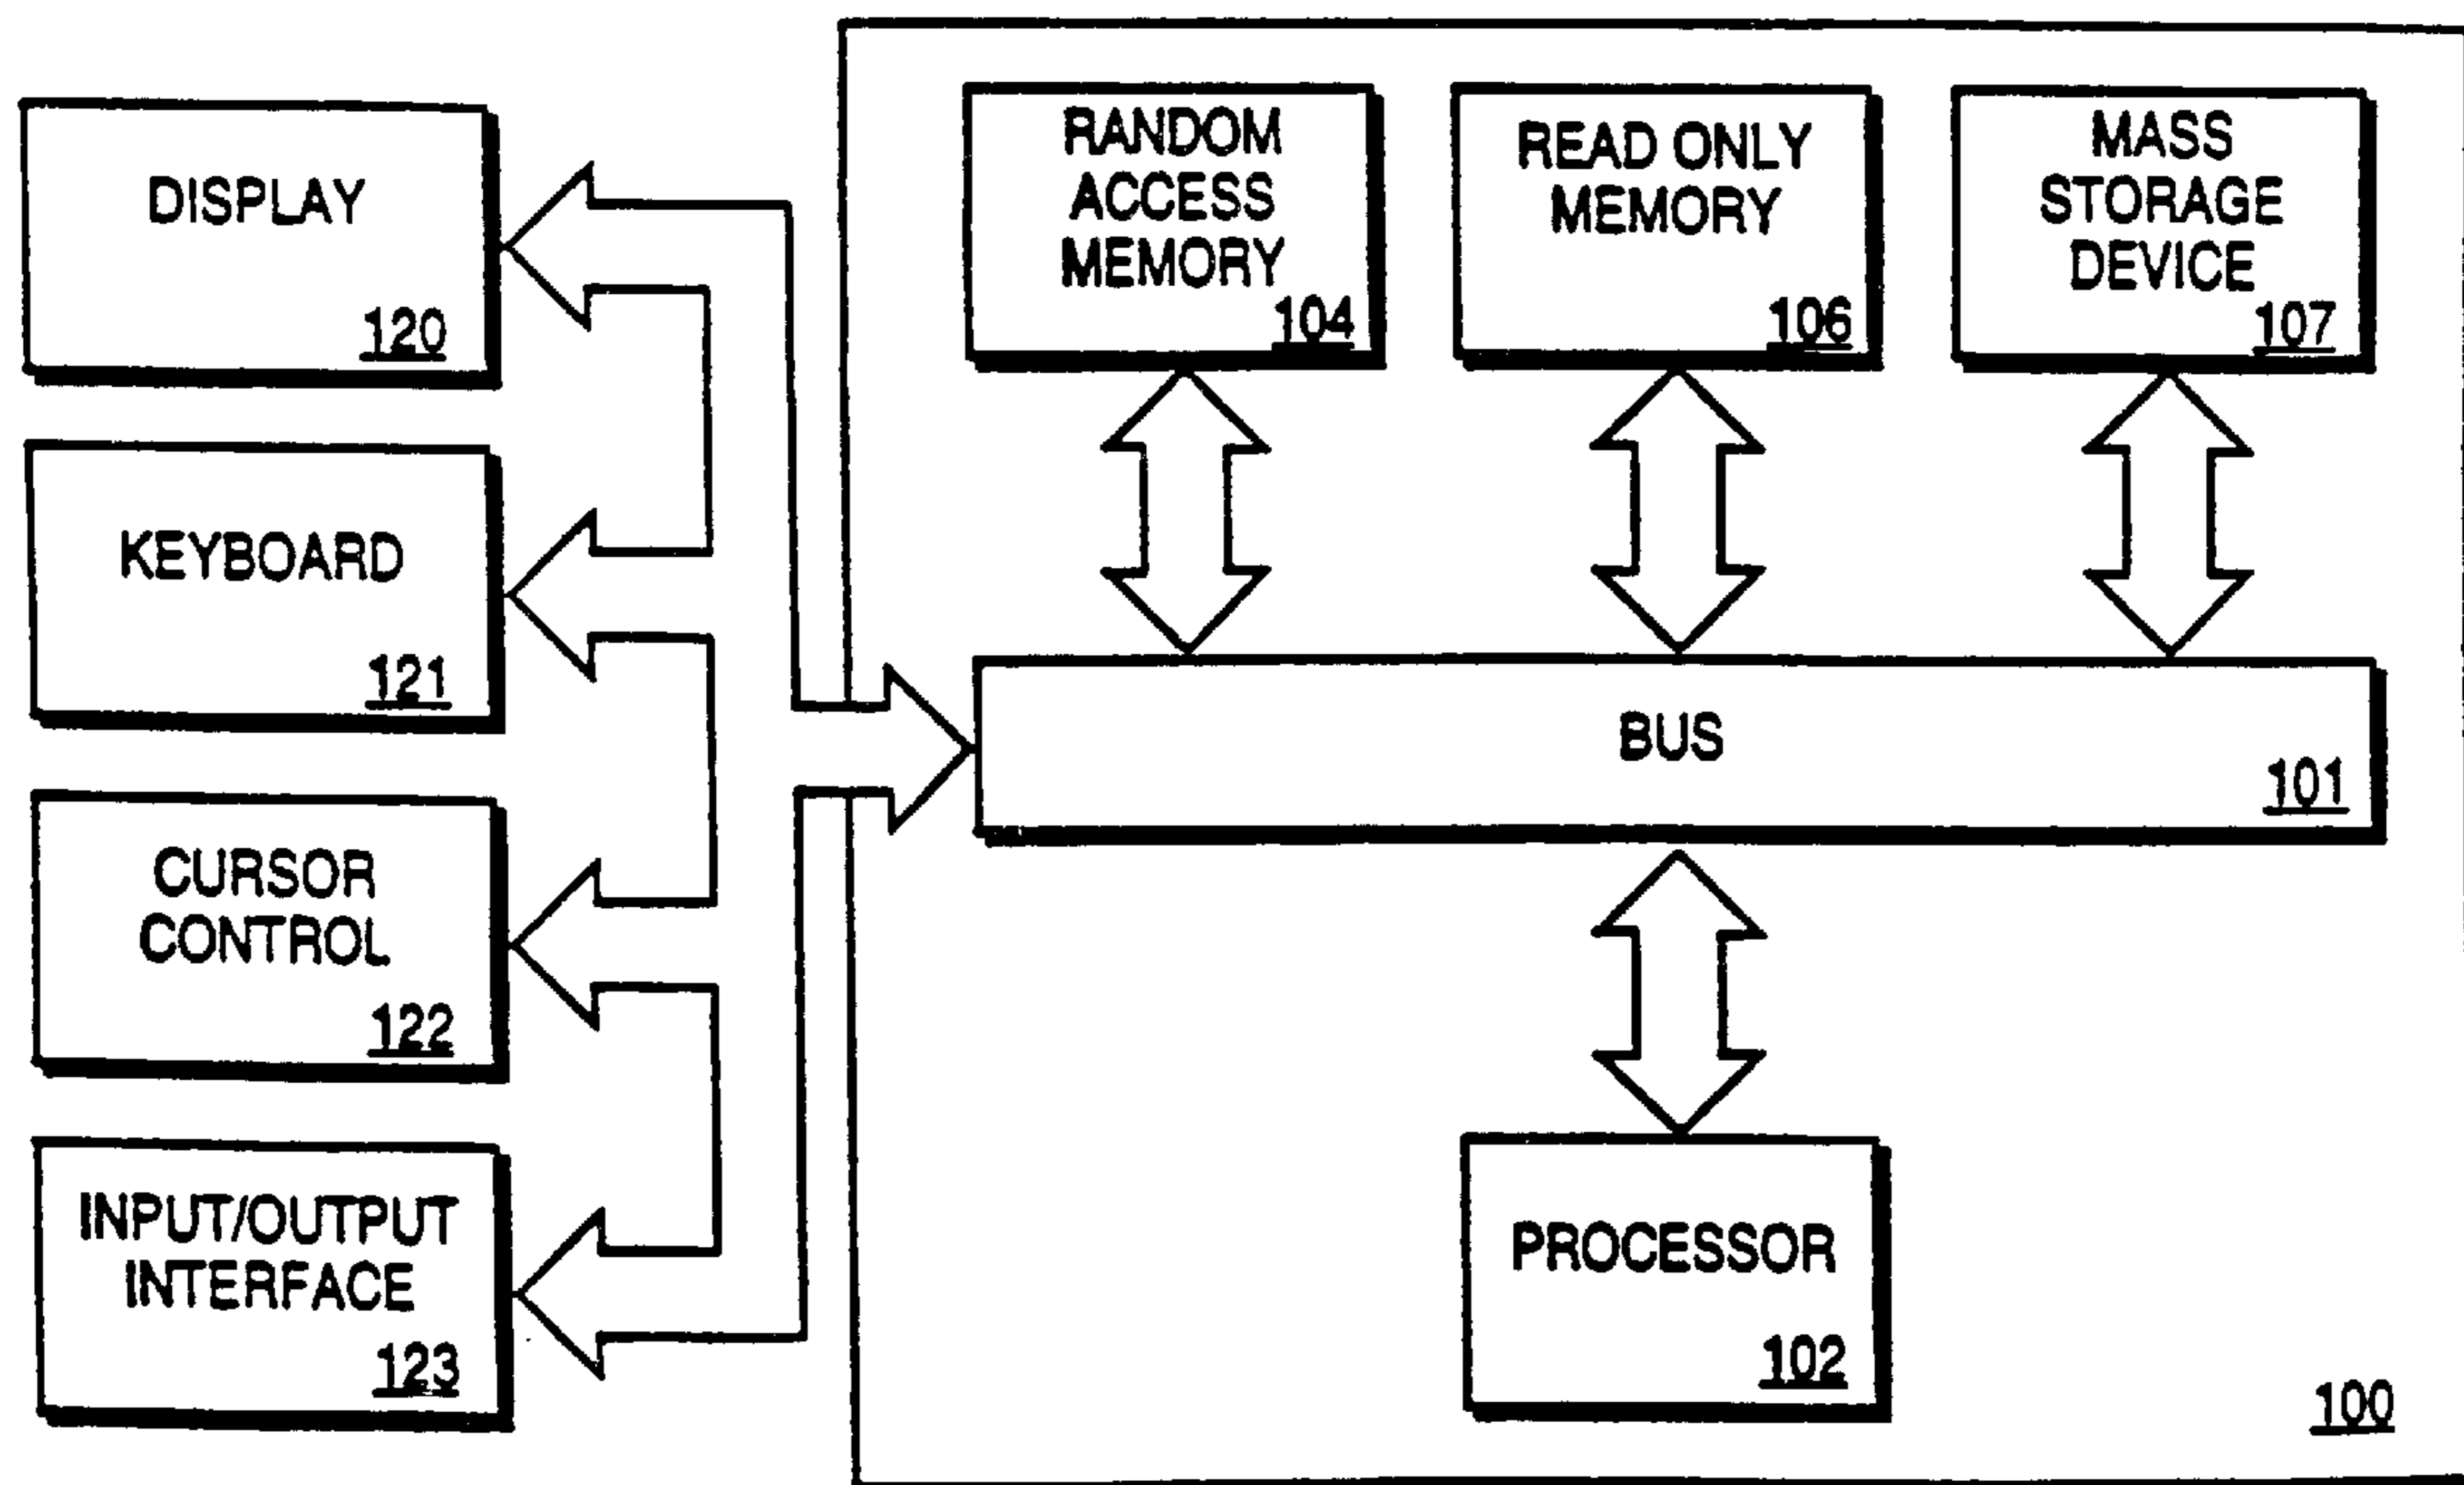 DISPLAY
120
KEYBOARD
121
CURSOR
CONTROL
122
INPUT/OUTPUT
INTERFACE
123
RANDOM
ACCESS
MEMORY
104
READ ONLY
MEMORY
106
MASS
STORAGE
DEVICE
107
BUS
101
PROCESSOR
102
100